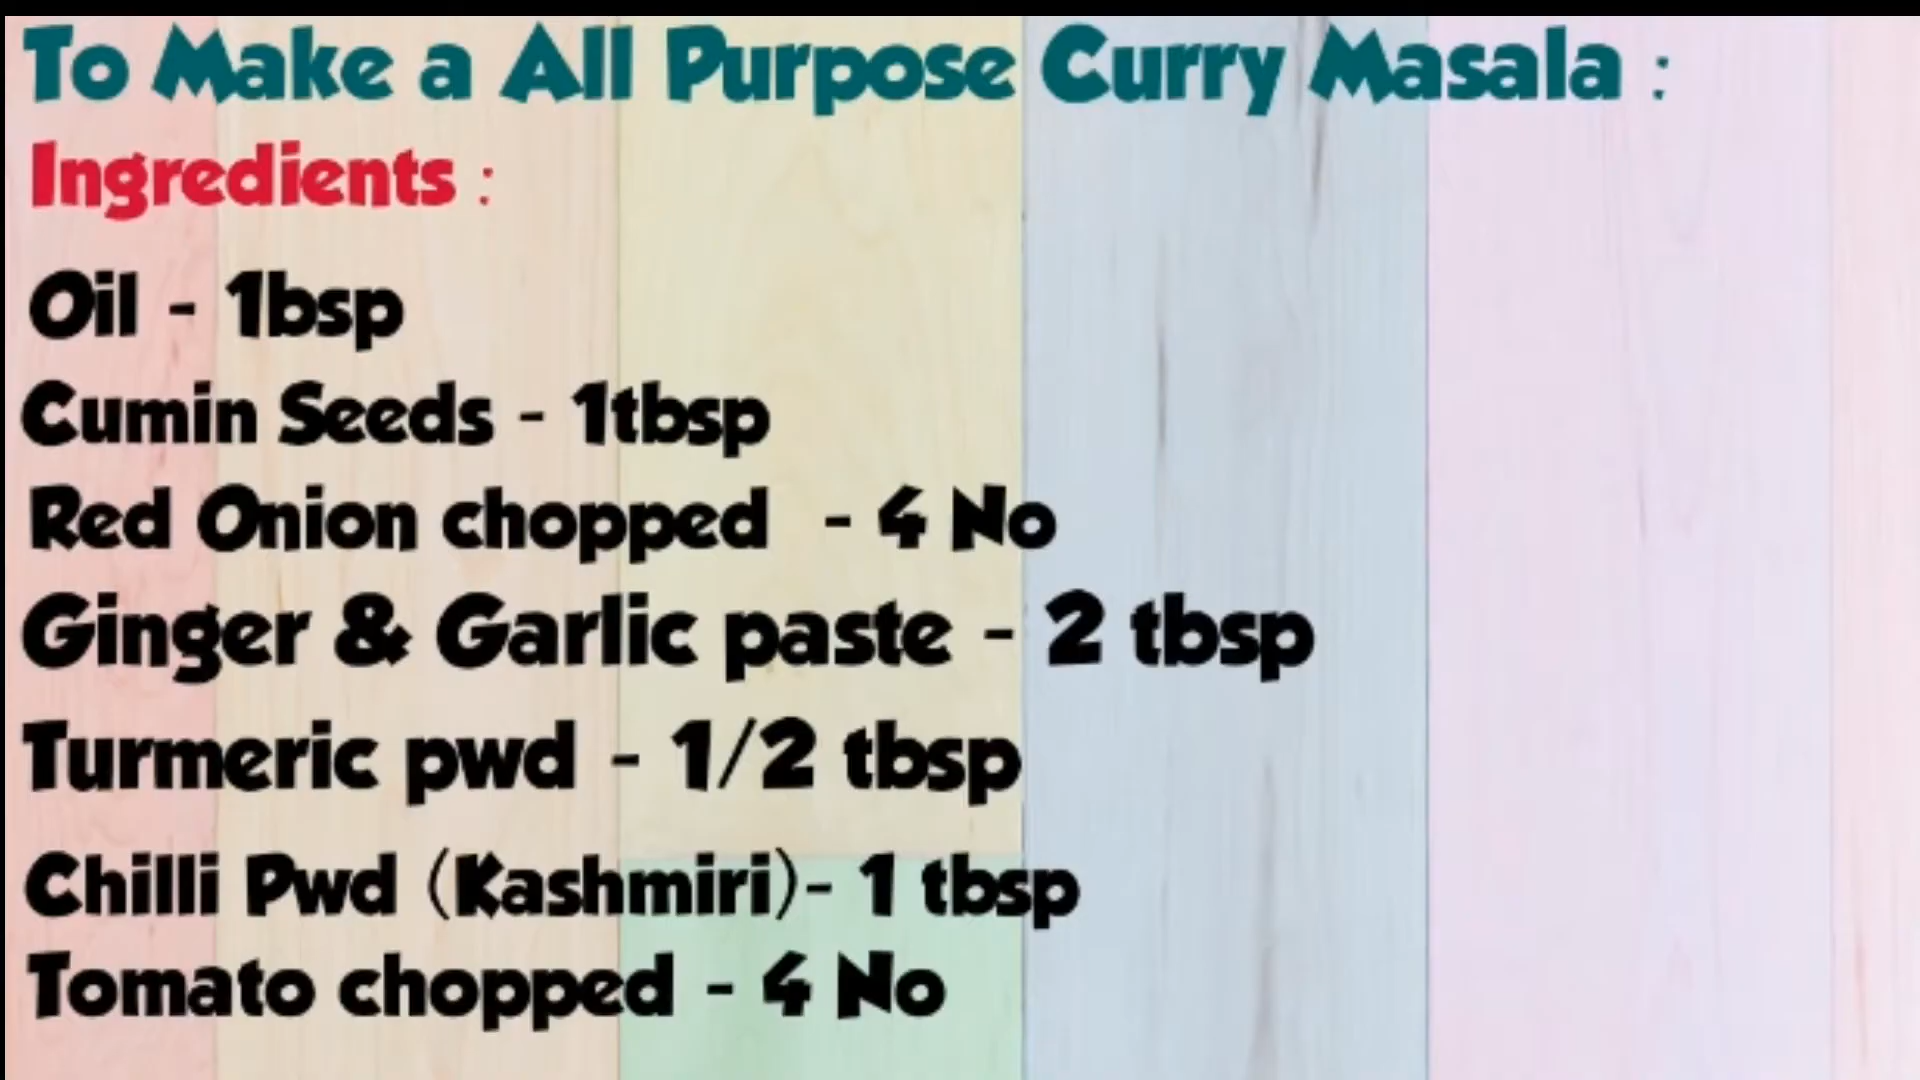 To Make a All Purpose Curry Masala :
Ingredients :
Oil - 1bsp
Cumin Seeds - 1tbsp
Red Onion chopped - 4 No
Ginger & Garlic paste - 2 tbsp
Turmeric pwd - 1/2 tbsp
Chilli Pwd (Kashmiri)- 1 tbsp
Tomato chopped - 4 No